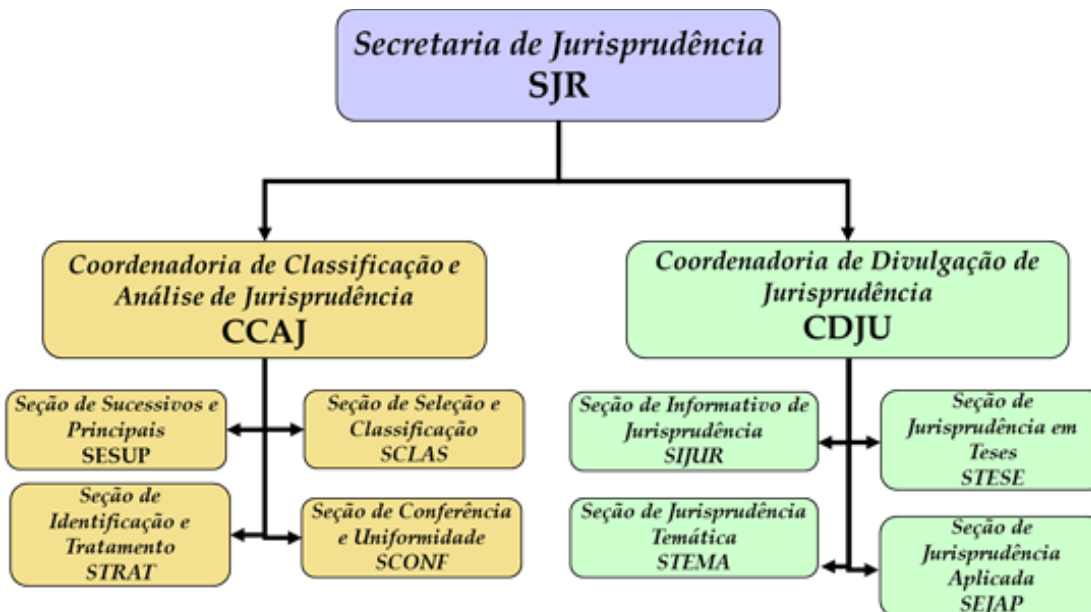 Secretaria de Jurisprudência
SJR
Coordenadoria de Classificação e
Análise de Jurisprudência
CCAJ
Coordenadoria de Divulgação de
Jurisprudência
CDJU
Seção de Sucessivos e
Principais
SESUP
Seção de Seleção e
Classificação
SCLAS
Seção de
Identificação e
Tratamento
STRAT
Seção de Conferência
e Uniformidade
SCONF
Seção de Informativo de
Jurisprudência
SIJUR
Seção de
Jurisprudência em
Teses
STESE
Seção de Jurisprudência
Temática
STEMA
Seção de
Jurisprudência
Aplicada
SEJAP